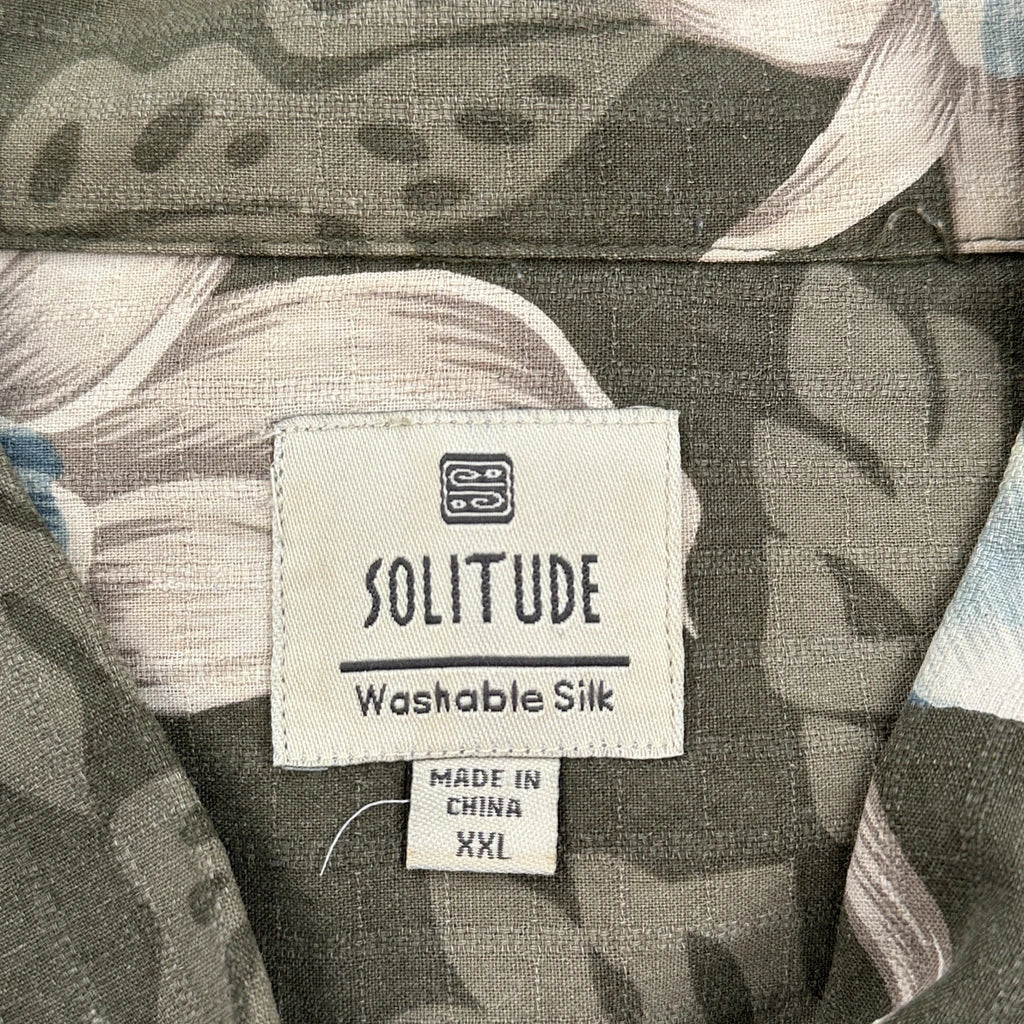 SOLITUDE
Washable Silk
MADE IN
CHINA
XXL